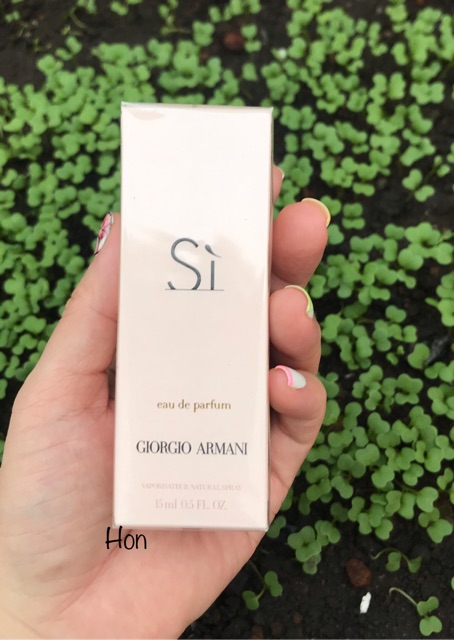 Sì
eau de parfum
GIORGIO ARMANI
VAPORISATEUR NATURAL SPRAY
15 ml 0.5 FL. OZ.
Hon